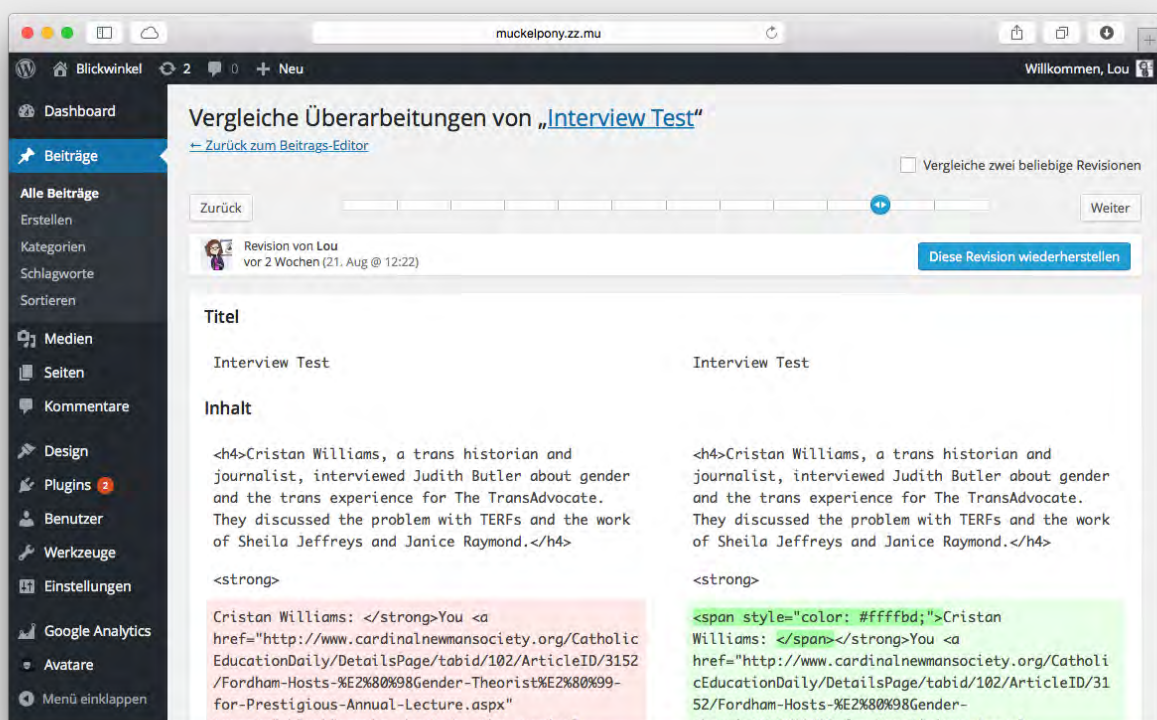 muckelpony.zz.mu
Blickwinkel 2 0 + Neu
Willkommen, Lou
Dashboard
Beiträge
Alle Beiträge
Erstellen
Kategorien
Schlagworte
Sortieren
Medien
Seiten
Kommentare
Design
Plugins 2
Benutzer
Werkzeuge
Einstellungen
Google Analytics
Avatare
Menü einklappen
Vergleiche Überarbeitungen von „Interview Test“
← Zurück zum Beitrags-Editor
Vergleiche zwei beliebige Revisionen
Zurück
Weiter
Revision von Lou
vor 2 Wochen (21. Aug @ 12:22)
Diese Revision wiederherstellen
Titel
Interview Test
Interview Test
Inhalt
<h4>Cristan Williams, a trans historian and
journalist, interviewed Judith Butler about gender
and the trans experience for The TransAdvocate.
They discussed the problem with TERFs and the work
of Sheila Jeffreys and Janice Raymond.</h4>
<strong>
Cristan Williams: </strong>You <a
href="http://www.cardinalnewmansociety.org/Catholic
EducationDaily/DetailsPage/tabid/102/ArticleID/3152
/Fordham-Hosts-%E2%80%98Gender-Theorist%E2%80%99-
for-Prestigious-Annual-Lecture.aspx"
<h4>Cristan Williams, a trans historian and
journalist, interviewed Judith Butler about gender
and the trans experience for The TransAdvocate.
They discussed the problem with TERFs and the work
of Sheila Jeffreys and Janice Raymond.</h4>
<strong>
<span style="color: #ffffbd;">Cristan
Williams: </span></strong>You <a
href="http://www.cardinalnewmansociety.org/Catholi
cEducationDaily/DetailsPage/tabid/102/ArticleID/31
52/Fordham-Hosts-%E2%80%98Gender-